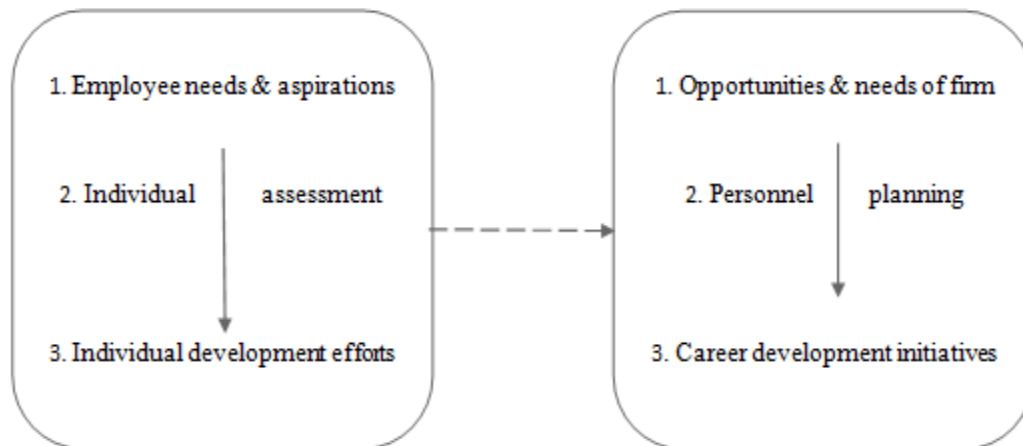 1. Employee needs & aspirations
2. Individual assessment
3. Individual development efforts
1. Opportunities & needs of firm
2. Personnel planning
3. Career development initiatives